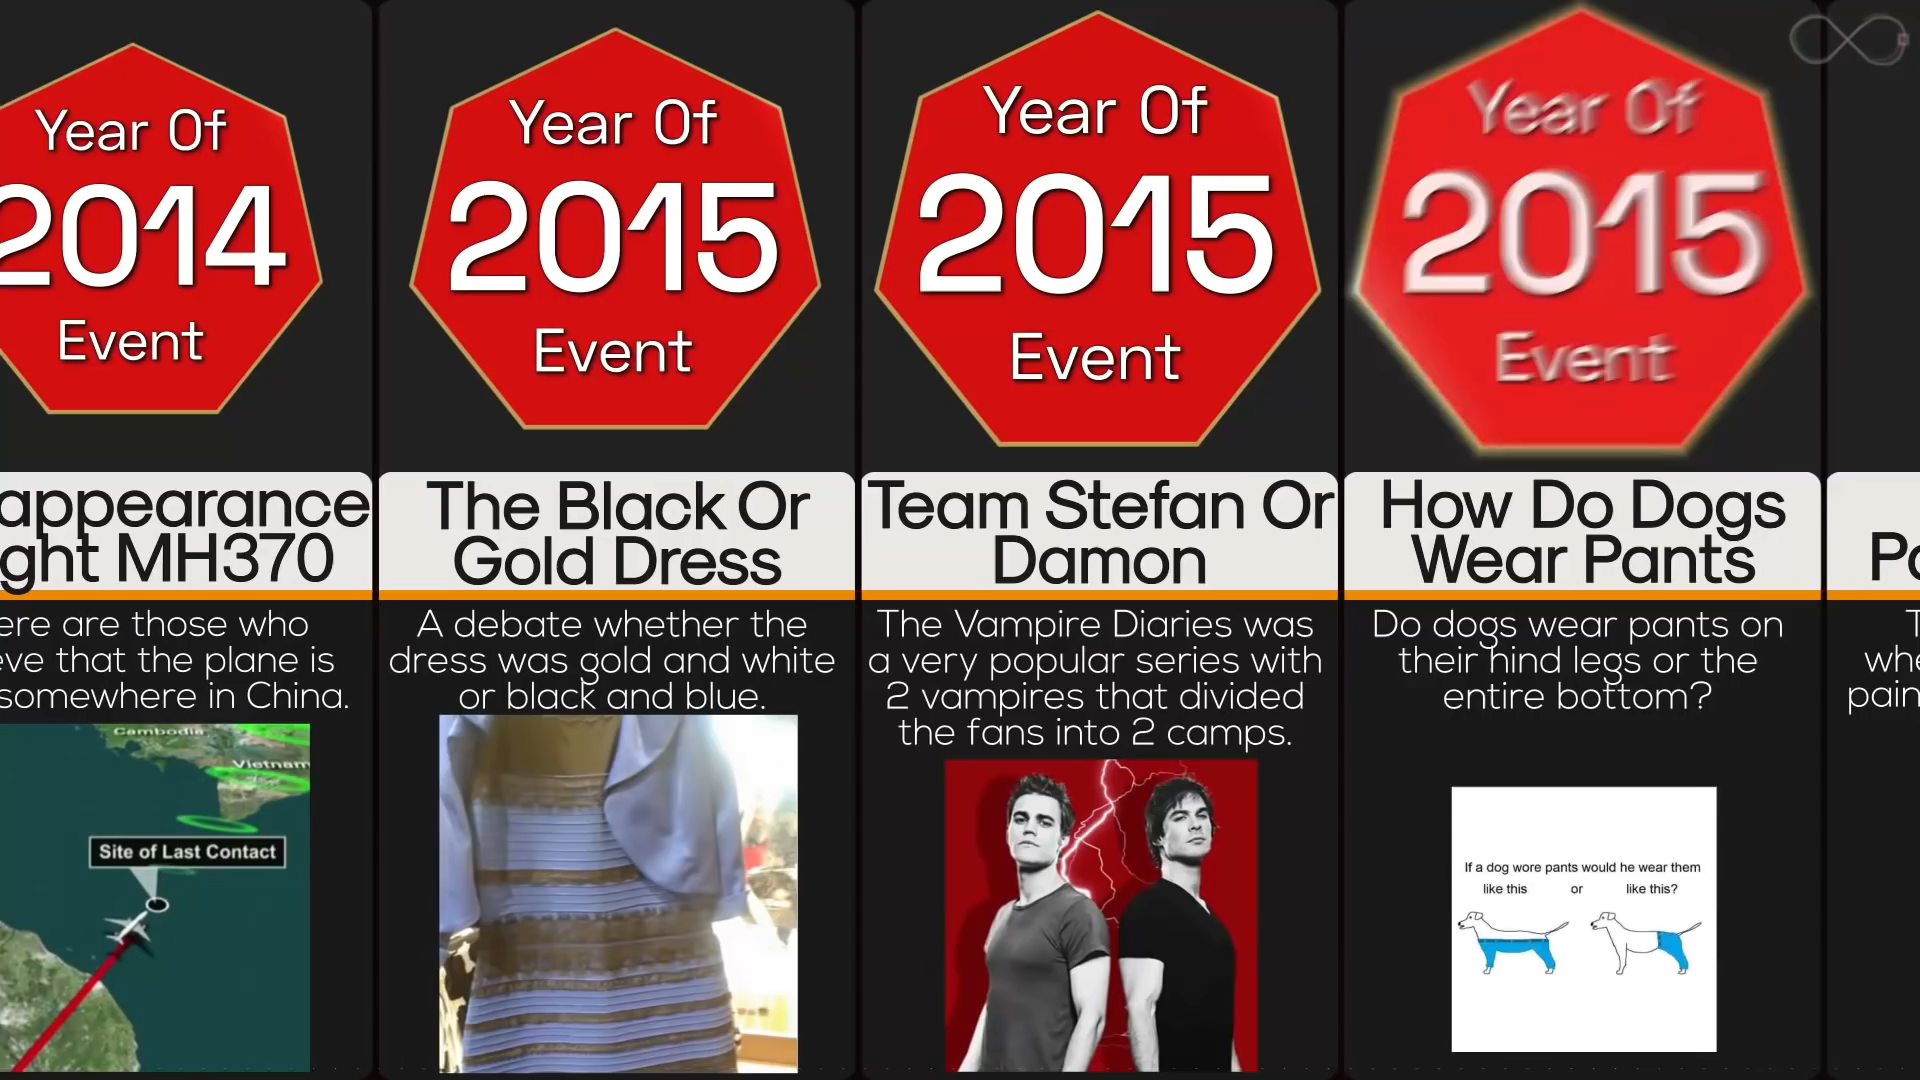 Year Of
2014
Event
appearance
ght MH370
ere are those who
eve that the plane is
somewhere in China.
Cambodia
Vietnam
Site of Last Contact
Year Of
2015
Event
The Black Or
Gold Dress
A debate whether the
dress was gold and white
or black and blue.
Year Of
2015
Event
Team Stefan Or
Damon
The Vampire Diaries was
a very popular series with
2 vampires that divided
the fans into 2 camps.
Year Of
2015
Event
How Do Dogs
Wear Pants
Do dogs wear pants on
their hind legs or the
entire bottom?
If a dog wore pants would he wear them
like this or like this?
whe
pain